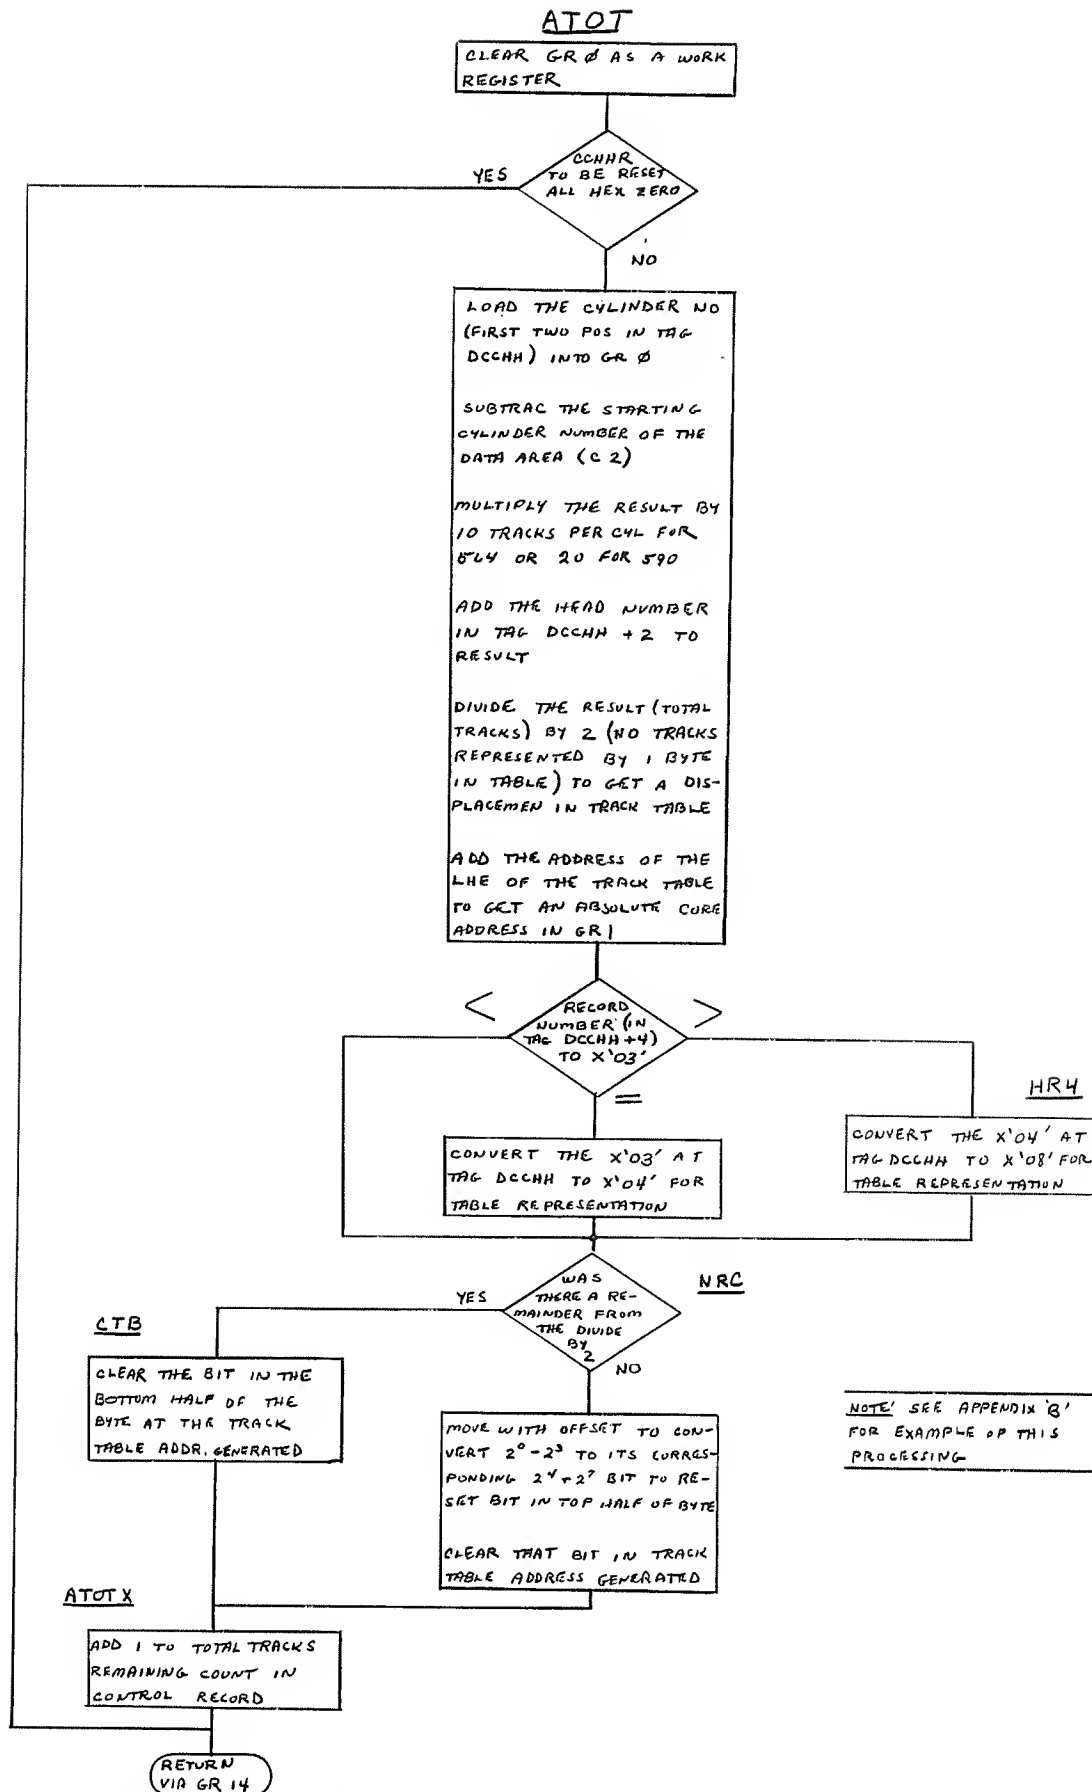 ATOT
CLEAR GR Ø AS A WORK
REGISTER
CCHHR
TO BE RESET
ALL HEX ZERO
YES
NO
LOAD THE CYLINDER NO
(FIRST TWO POS IN TAG
DCCHH) INTO GR Ø
SUBTRAC THE STARTING
CYLINDER NUMBER OF THE
DATA AREA (C 2)
MULTIPLY THE RESULT BY
10 TRACKS PER CYL FOR
564 OR 20 FOR 590
ADD THE HEAD NUMBER
IN TAG DCCHH + 2 TO
RESULT
DIVIDE THE RESULT (TOTAL
TRACKS) BY 2 (NO TRACKS
REPRESENTED BY 1 BYTE
IN TABLE) TO GET A DIS-
PLACEMEN IN TRACK TABLE
ADD THE ADDRESS OF THE
LHE OF THE TRACK TABLE
TO GET AN ABSOLUTE CORE
ADDRESS IN GR 1
<
RECORD
NUMBER (IN
TAG DCCHH +4)
TO X'03'
>
=
HR4
CONVERT THE X'03' AT
TAG DCCHH TO X'04' FOR
TABLE REPRESENTATION
CONVERT THE X'04' AT
TAG DCCHH TO X'08' FOR
TABLE REPRESENTATION
NRC
WAS
THERE A RE-
MAINDER FROM
THE DIVIDE
BY
2
YES
NO
CTB
CLEAR THE BIT IN THE
BOTTOM HALF OF THE
BYTE AT THE TRACK
TABLE ADDR. GENERATED
MOVE WITH OFFSET TO CON-
VERT 2⁰-2³ TO ITS CORRES-
PONDING 2⁴-2⁷ BIT TO RE-
SET BIT IN TOP HALF OF BYTE
CLEAR THAT BIT IN TRACK
TABLE ADDRESS GENERATED
NOTE' SEE APPENDIX 'B'
FOR EXAMPLE OF THIS
PROCESSING
ATOTX
ADD 1 TO TOTAL TRACKS
REMAINING COUNT IN
CONTROL RECORD
RETURN
VIA GR 14